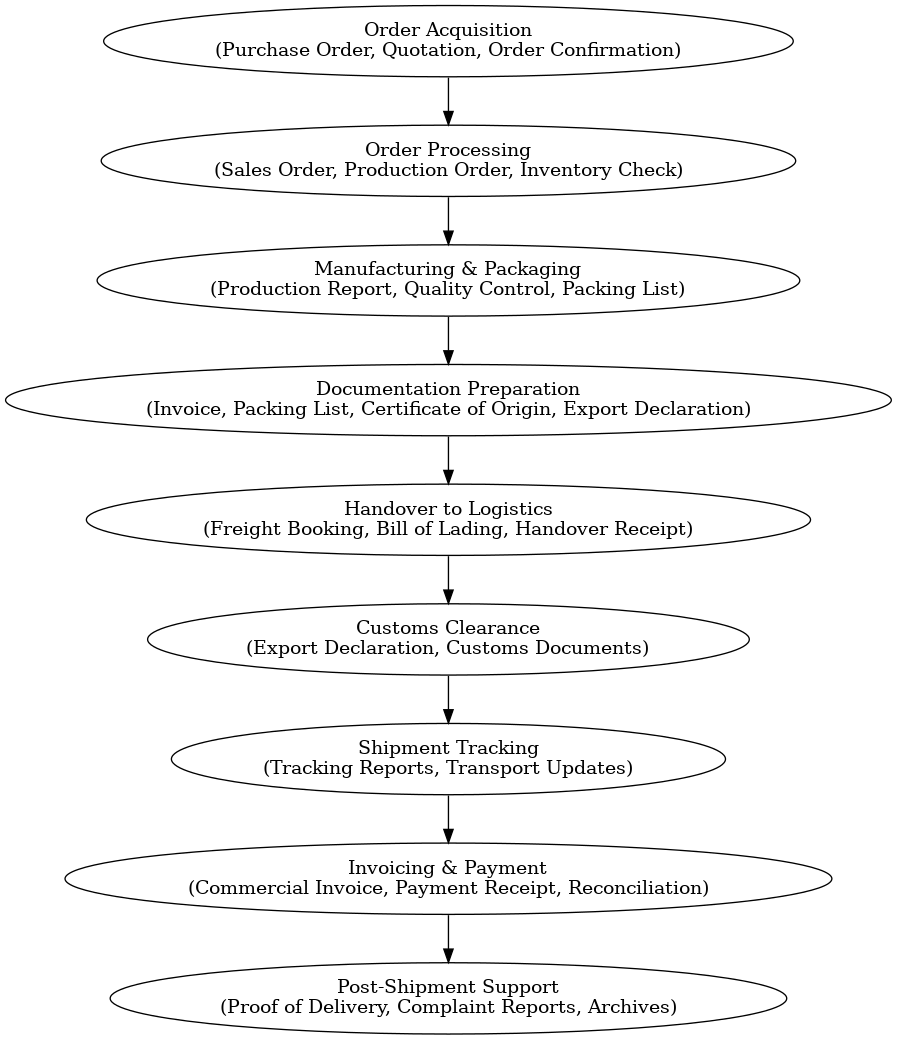 Order Acquisition
(Purchase Order, Quotation, Order Confirmation)
Order Processing
(Sales Order, Production Order, Inventory Check)
Manufacturing & Packaging
(Production Report, Quality Control, Packing List)
Documentation Preparation
(Invoice, Packing List, Certificate of Origin, Export Declaration)
Handover to Logistics
(Freight Booking, Bill of Lading, Handover Receipt)
Customs Clearance
(Export Declaration, Customs Documents)
Shipment Tracking
(Tracking Reports, Transport Updates)
Invoicing & Payment
(Commercial Invoice, Payment Receipt, Reconciliation)
Post-Shipment Support
(Proof of Delivery, Complaint Reports, Archives)